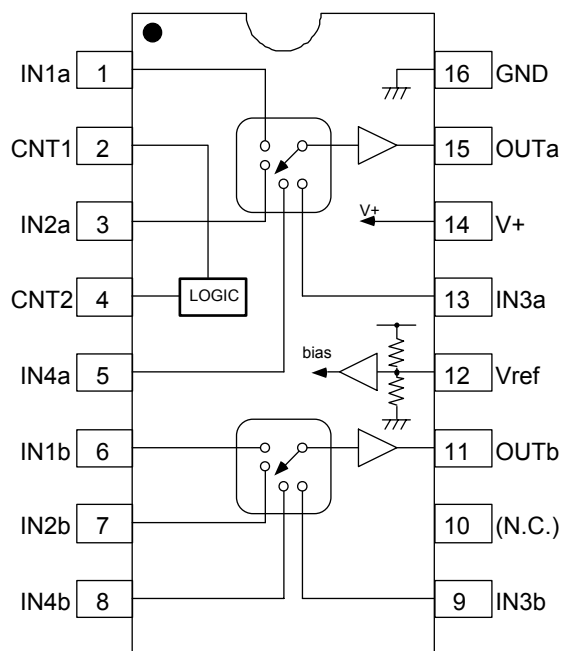 IN1a 1 16 GND
CNT1 2 15 OUTa
IN2a 3 V+ 14 V+
CNT2 4 LOGIC 13 IN3a
IN4a 5 bias 12 Vref
IN1b 6 11 OUTb
IN2b 7 10 (N.C.)
IN4b 8 9 IN3b